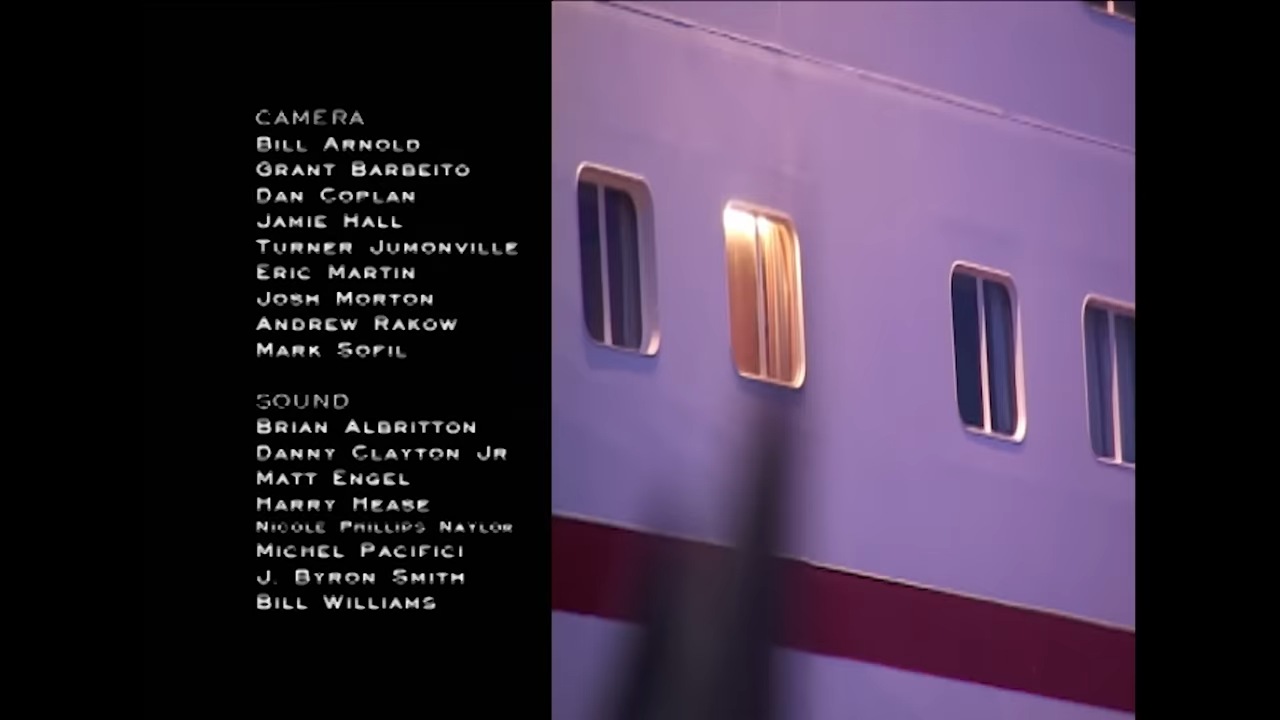 CAMERA
BILL ARNOLD
GRANT BARBEITO
DAN COPLAN
JAMIE HALL
TURNER JUMONVILLE
ERIC MARTIN
JOSH MORTON
ANDREW RAKOW
MARK SOFIL
SOUND
BRIAN ALBRITTON
DANNY CLAYTON JR
MATT ENGEL
HARRY HEASE
NICOLE PHILLIPS NAYLOR
MICHEL PACIFICI
J. BYRON SMITH
BILL WILLIAMS